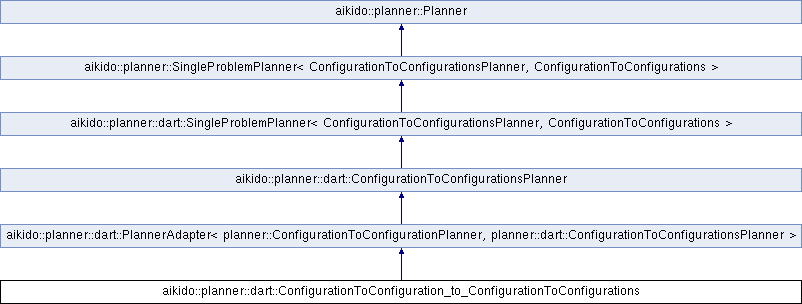 aikido::planner::Planner
aikido::planner::SingleProblemPlanner< ConfigurationToConfigurationsPlanner, ConfigurationToConfigurations >
aikido::planner::dart::SingleProblemPlanner< ConfigurationToConfigurationsPlanner, ConfigurationToConfigurations >
aikido::planner::dart::ConfigurationToConfigurationsPlanner
aikido::planner::dart::PlannerAdapter< planner::ConfigurationToConfigurationPlanner, planner::dart::ConfigurationToConfigurationsPlanner >
aikido::planner::dart::ConfigurationToConfiguration_to_ConfigurationToConfigurations